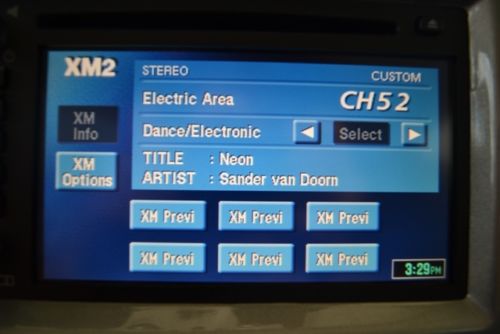 XM2
STEREO
CUSTOM
Electric Area
CH52
XM
Info
Dance/Electronic
Select
XM
Options
TITLE : Neon
ARTIST : Sander van Doorn
XM Previ XM Previ XM Previ
XM Previ XM Previ XM Previ
3:29PM